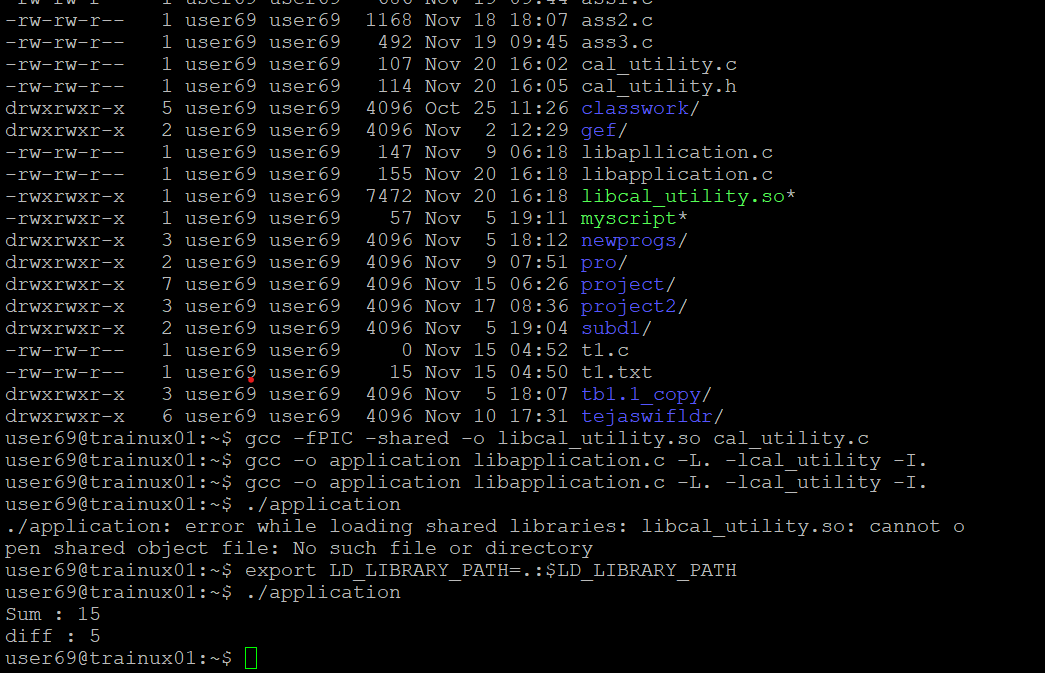 -rw-rw-r--   1 user69 user69   686 Nov 19 09:44 ass1.c
-rw-rw-r--   1 user69 user69  1168 Nov 18 18:07 ass2.c
-rw-rw-r--   1 user69 user69   492 Nov 19 09:45 ass3.c
-rw-rw-r--   1 user69 user69   107 Nov 20 16:02 cal_utility.c
-rw-rw-r--   1 user69 user69   114 Nov 20 16:05 cal_utility.h
drwxrwxr-x   5 user69 user69  4096 Oct 25 11:26 classwork/
drwxrwxr-x   2 user69 user69  4096 Nov  2 12:29 gef/
-rw-rw-r--   1 user69 user69   147 Nov  9 06:18 libapllication.c
-rw-rw-r--   1 user69 user69   155 Nov 20 16:18 libapplication.c
-rwxrwxr-x   1 user69 user69  7472 Nov 20 16:18 libcal_utility.so*
-rwxrwxr-x   1 user69 user69    57 Nov  5 19:11 myscript*
drwxrwxr-x   3 user69 user69  4096 Nov  5 18:12 newprogs/
drwxrwxr-x   2 user69 user69  4096 Nov  9 07:51 pro/
drwxrwxr-x   7 user69 user69  4096 Nov 15 06:26 project/
drwxrwxr-x   3 user69 user69  4096 Nov 17 08:36 project2/
drwxrwxr-x   2 user69 user69  4096 Nov  5 19:04 subd1/
-rw-rw-r--   1 user69 user69     0 Nov 15 04:52 t1.c
-rw-rw-r--   1 user69 user69    15 Nov 15 04:50 t1.txt
drwxrwxr-x   3 user69 user69  4096 Nov  5 18:07 tb1.1_copy/
drwxrwxr-x   6 user69 user69  4096 Nov 10 17:31 tejaswifldr/
user69@trainux01:~$ gcc -fPIC -shared -o libcal_utility.so cal_utility.c
user69@trainux01:~$ gcc -o application libapplication.c -L. -lcal_utility -I.
user69@trainux01:~$ gcc -o application libapplication.c -L. -lcal_utility -I.
user69@trainux01:~$ ./application
./application: error while loading shared libraries: libcal_utility.so: cannot o
pen shared object file: No such file or directory
user69@trainux01:~$ export LD_LIBRARY_PATH=.:$LD_LIBRARY_PATH
user69@trainux01:~$ ./application
Sum : 15
diff : 5
user69@trainux01:~$